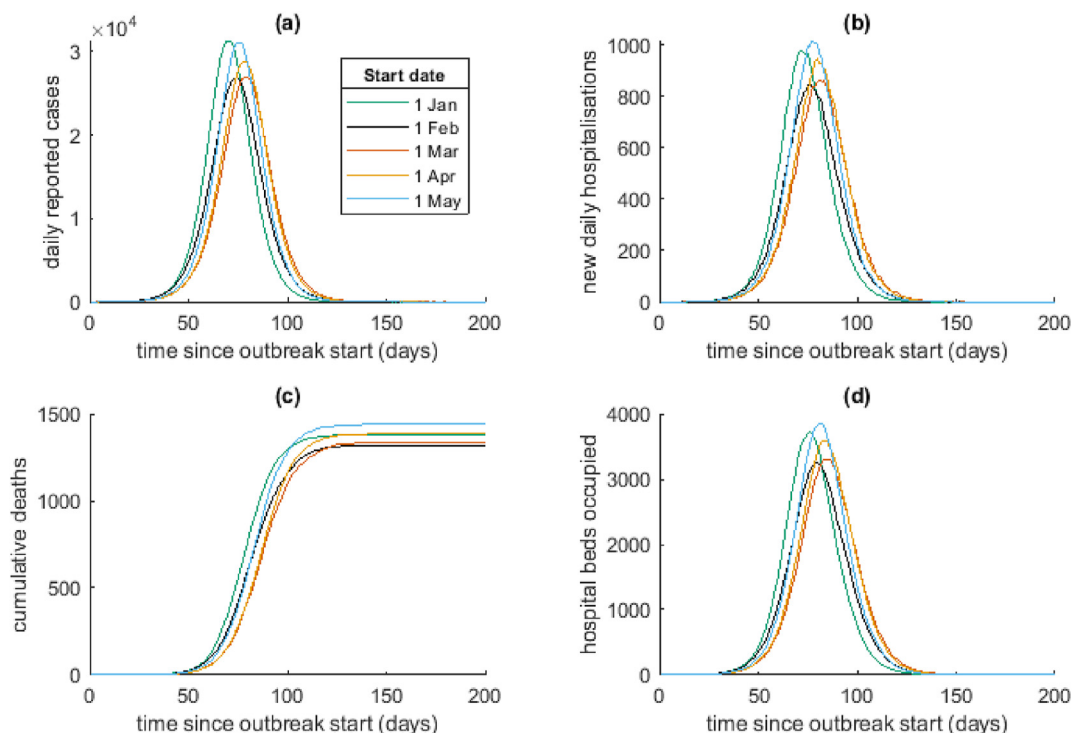 (a)
×10⁴
3
2
1
0
daily reported cases
0 50 100 150 200
time since outbreak start (days)
Start date
1 Jan
1 Feb
1 Mar
1 Apr
1 May
(b)
1000
800
600
400
200
0
new daily hospitalisations
0 50 100 150 200
time since outbreak start (days)
(c)
1500
1000
500
0
cumulative deaths
0 50 100 150 200
time since outbreak start (days)
(d)
4000
3000
2000
1000
0
hospital beds occupied
0 50 100 150 200
time since outbreak start (days)